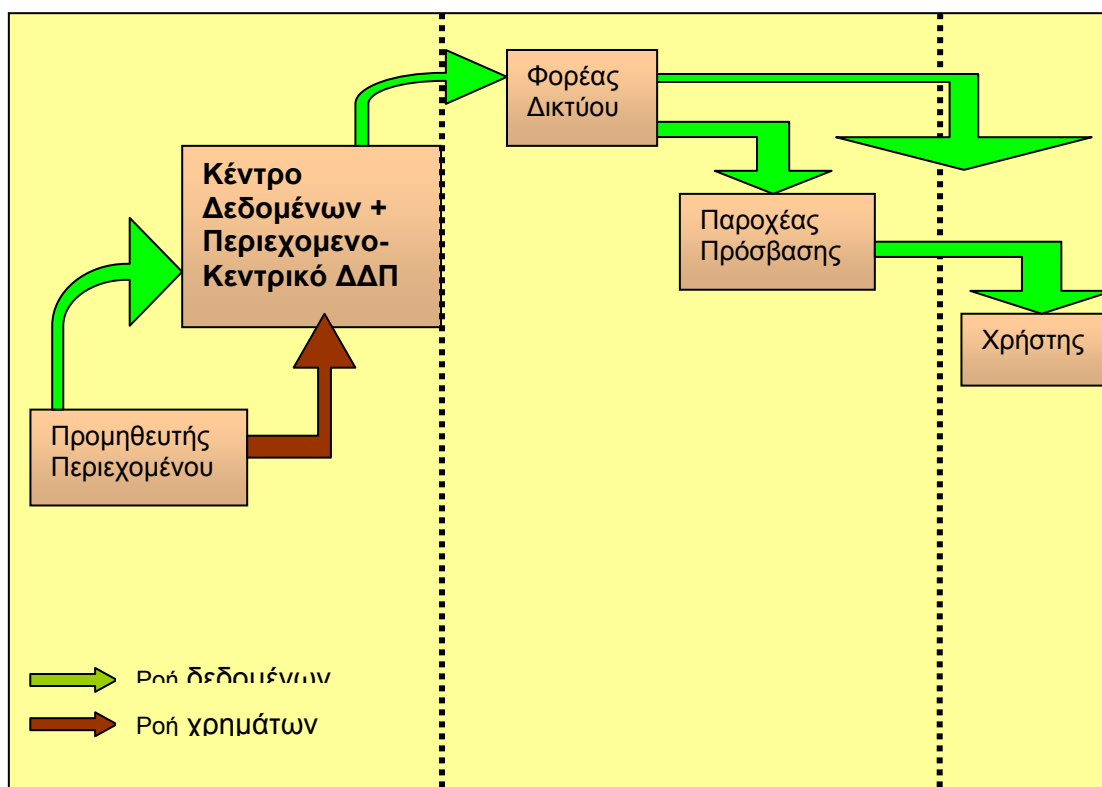 Φορέας
Δικτύου
Κέντρο
Δεδομένων +
Περιεχομενο-
Κεντρικό ΔΔΠ
Παροχέας
Πρόσβασης
Χρήστης
Προμηθευτής
Περιεχομένου
Ροή δεδομένων
Ροή χρημάτων